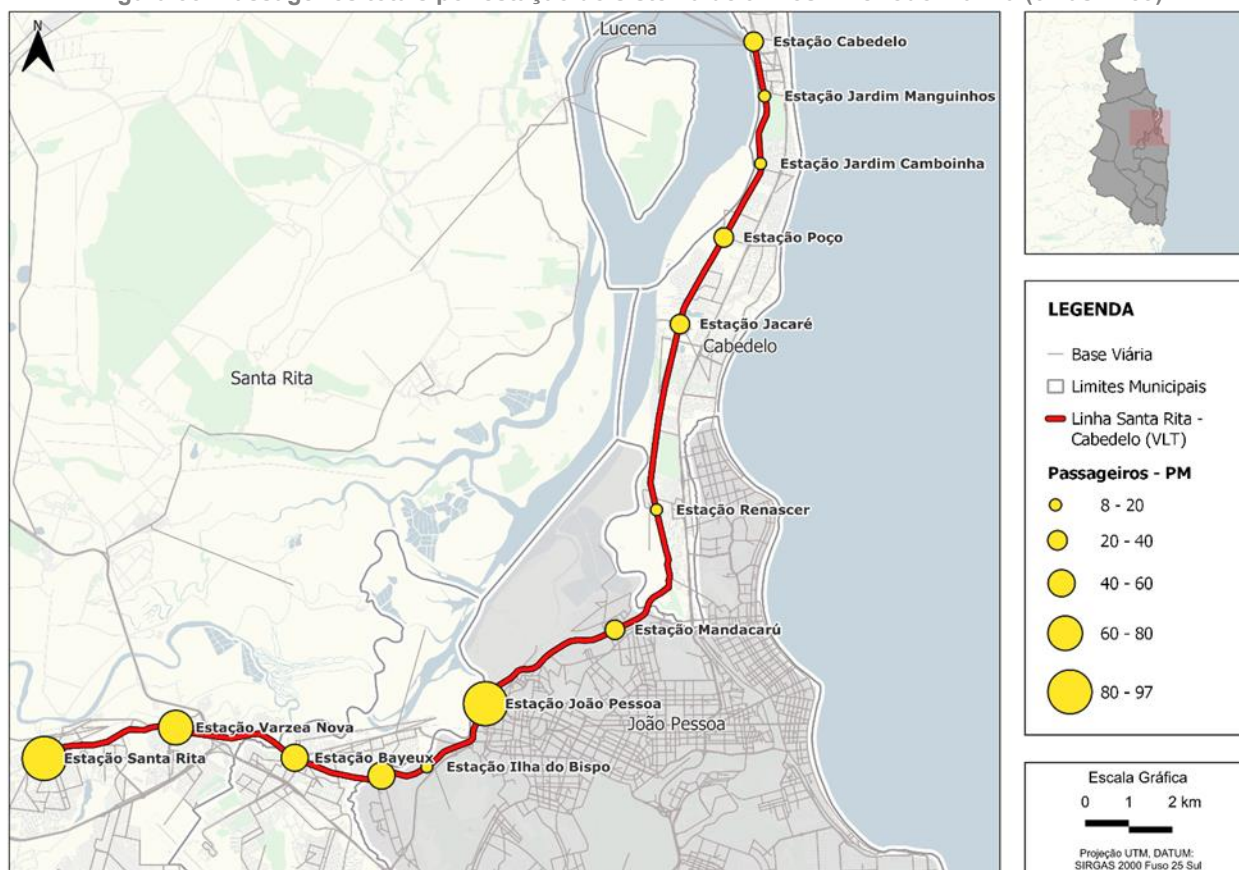 N
Lucena
Estação Cabedelo
Estação Jardim Manguinhos
Estação Jardim Camboinha
Estação Poço
Estação Jacaré
Cabedelo
Santa Rita
Estação Renascer
Estação Mandacarú
Estação João Pessoa
João Pessoa
Estação Varzea Nova
Estação Santa Rita
Estação Bayeux
Estação Ilha do Bispo
LEGENDA
Base Viária
Limites Municipais
Linha Santa Rita -
Cabedelo (VLT)
Passageiros - PM
8 - 20
20 - 40
40 - 60
60 - 80
80 - 97
Escala Gráfica
0 1 2 km
Projeção UTM, DATUM:
SIRGAS 2000 Fuso 25 Sul